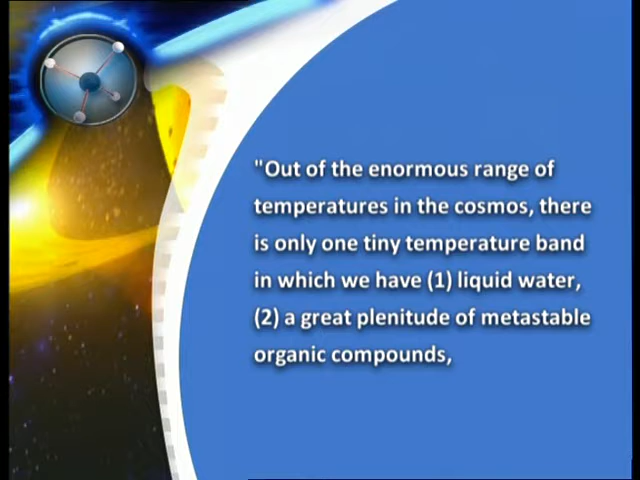 "Out of the enormous range of
temperatures in the cosmos, there
is only one tiny temperature band
in which we have (1) liquid water,
(2) a great plenitude of metastable
organic compounds,